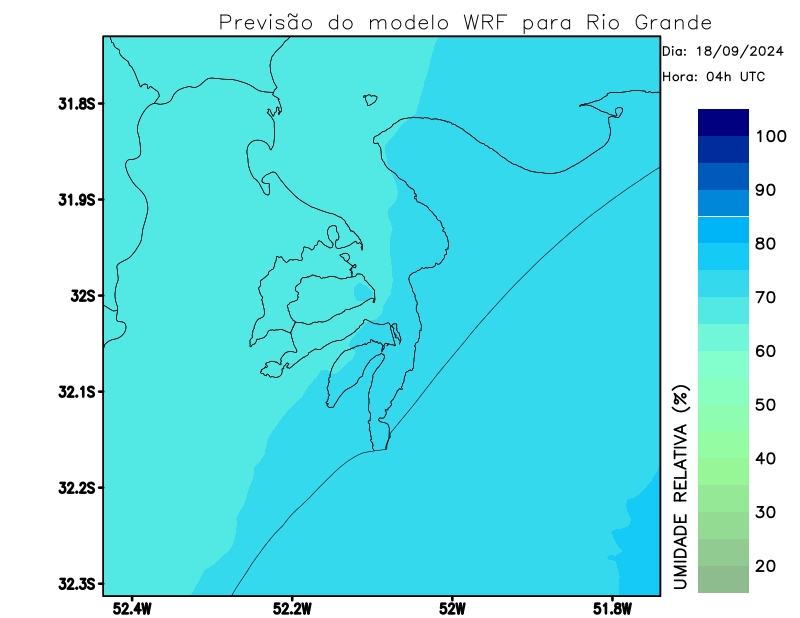 Previsão do modelo WRF para Rio Grande
Dia: 18/09/2024
Hora: 04h UTC
31.8S
31.9S
32S
32.1S
32.2S
32.3S
52.4W
52.2W
52W
51.8W
100
90
80
70
60
50
40
30
20
UMIDADE RELATIVA (%)